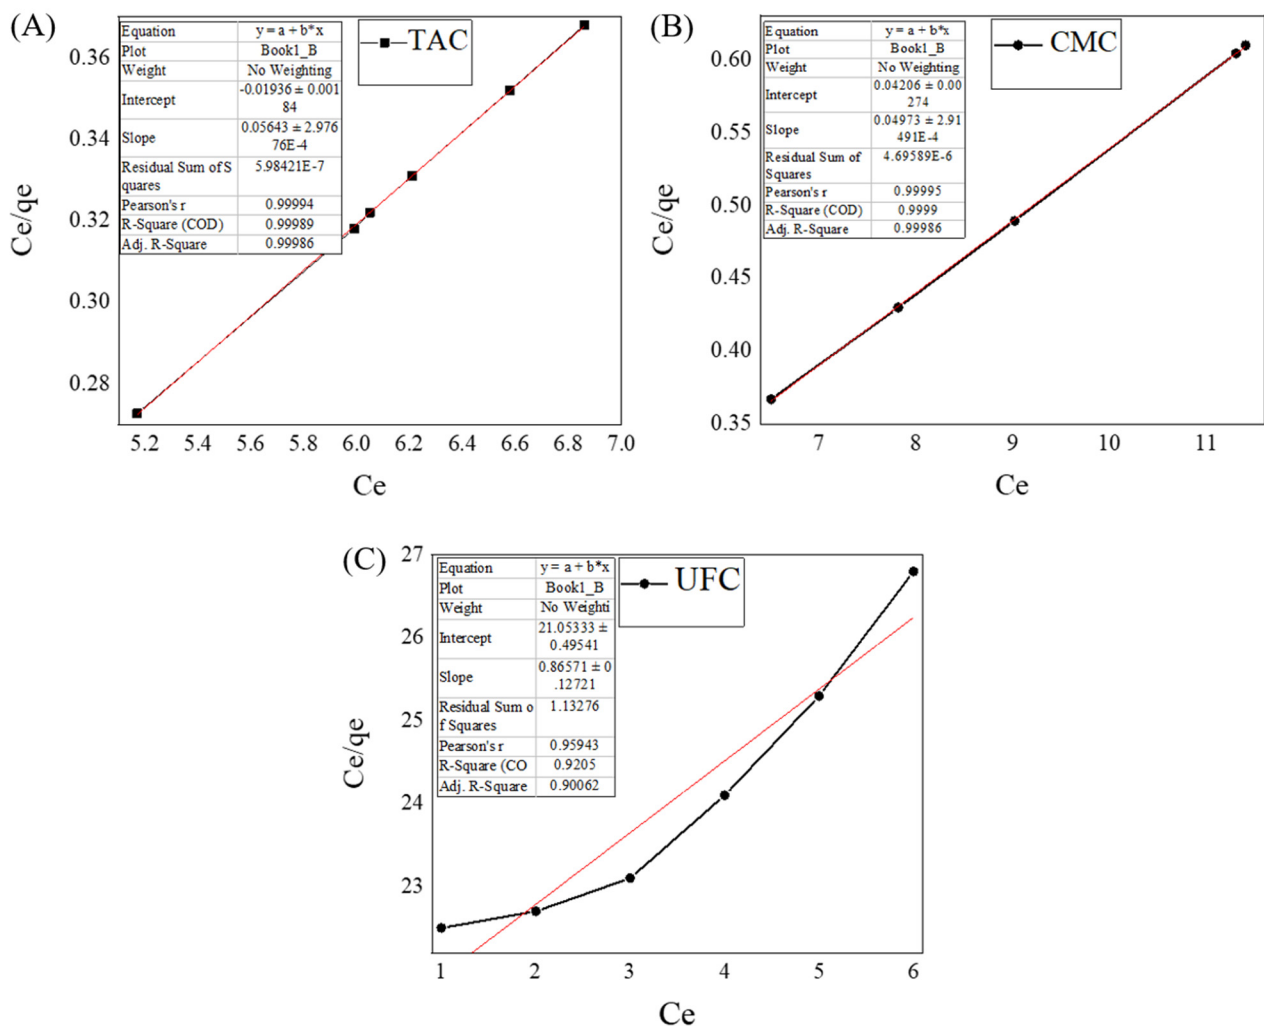 (A)
Equation y = a + b*x
Plot Book1_B
Weight No Weighting
Intercept -0.01936 ± 0.001
84
Slope 0.05643 ± 2.976
76E-4
Residual Sum of S
quares 5.98421E-7
Pearson's r 0.99994
R-Square (COD) 0.99989
Adj. R-Square 0.99986
TAC
0.36
0.34
0.32
0.30
0.28
Ce/qe
5.2 5.4 5.6 5.8 6.0 6.2 6.4 6.6 6.8 7.0
Ce
(B)
Equation y = a + b*x
Plot Book1_B
Weight No Weighting
Intercept 0.04206 ± 0.00
274
Slope 0.04973 ± 2.91
491E-4
Residual Sum of
Squares 4.69589E-6
Pearson's r 0.99995
R-Square (COD) 0.9999
Adj. R-Square 0.99986
CMC
0.60
0.55
0.50
0.45
0.40
0.35
Ce/qe
7 8 9 10 11
Ce
(C)
Equation y = a + b*x
Plot Book1_B
Weight No Weighti
Intercept 21.05333 ±
0.49541
Slope 0.86571 ± 0
.12721
Residual Sum o
f Squares 1.13276
Pearson's r 0.95943
R-Square (CO 0.9205
Adj. R-Square 0.90062
UFC
27
26
25
24
23
Ce/qe
1 2 3 4 5 6
Ce